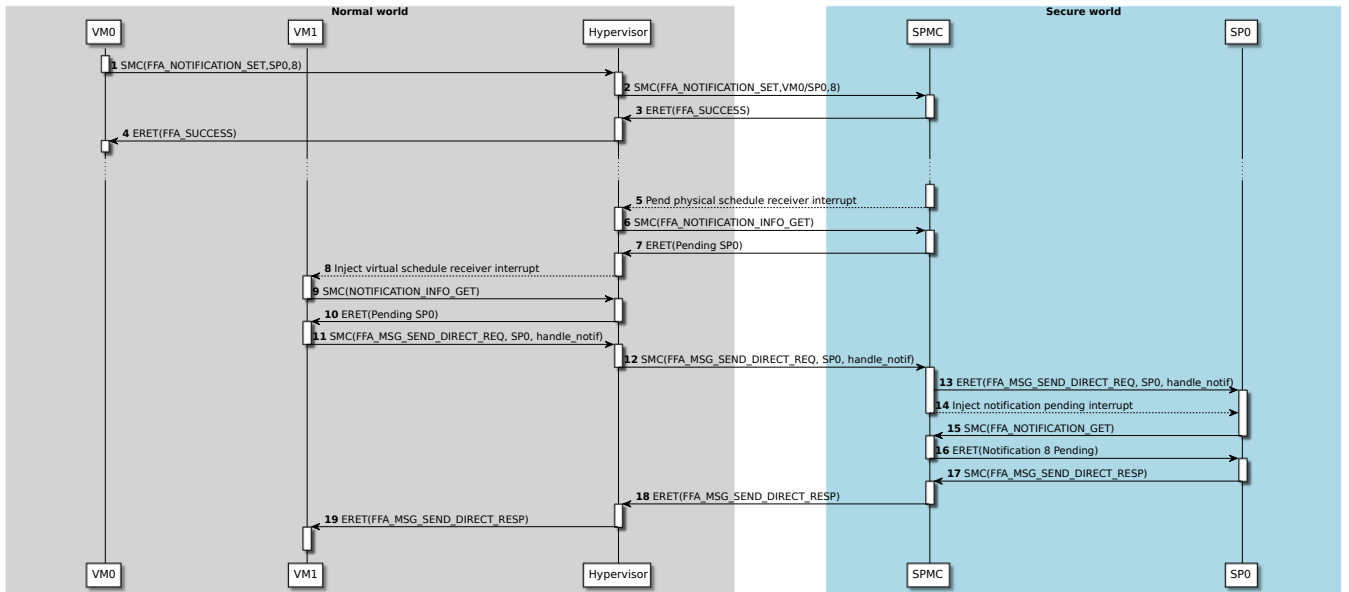 Normal world
Secure world
VM0
VM1
Hypervisor
SPMC
SP0
1 SMC(FFA_NOTIFICATION_SET,SP0,8)
2 SMC(FFA_NOTIFICATION_SET,VM0/SP0,8)
3 ERET(FFA_SUCCESS)
4 ERET(FFA_SUCCESS)
5 Pend physical schedule receiver interrupt
6 SMC(FFA_NOTIFICATION_INFO_GET)
7 ERET(Pending SP0)
8 Inject virtual schedule receiver interrupt
9 SMC(NOTIFICATION_INFO_GET)
10 ERET(Pending SP0)
11 SMC(FFA_MSG_SEND_DIRECT_REQ, SP0, handle_notif)
12 SMC(FFA_MSG_SEND_DIRECT_REQ, SP0, handle_notif)
13 ERET(FFA_MSG_SEND_DIRECT_REQ, SP0, handle_notif)
14 Inject notification pending interrupt
15 SMC(FFA_NOTIFICATION_GET)
16 ERET(Notification 8 Pending)
17 SMC(FFA_MSG_SEND_DIRECT_RESP)
18 ERET(FFA_MSG_SEND_DIRECT_RESP)
19 ERET(FFA_MSG_SEND_DIRECT_RESP)
VM0
VM1
Hypervisor
SPMC
SP0